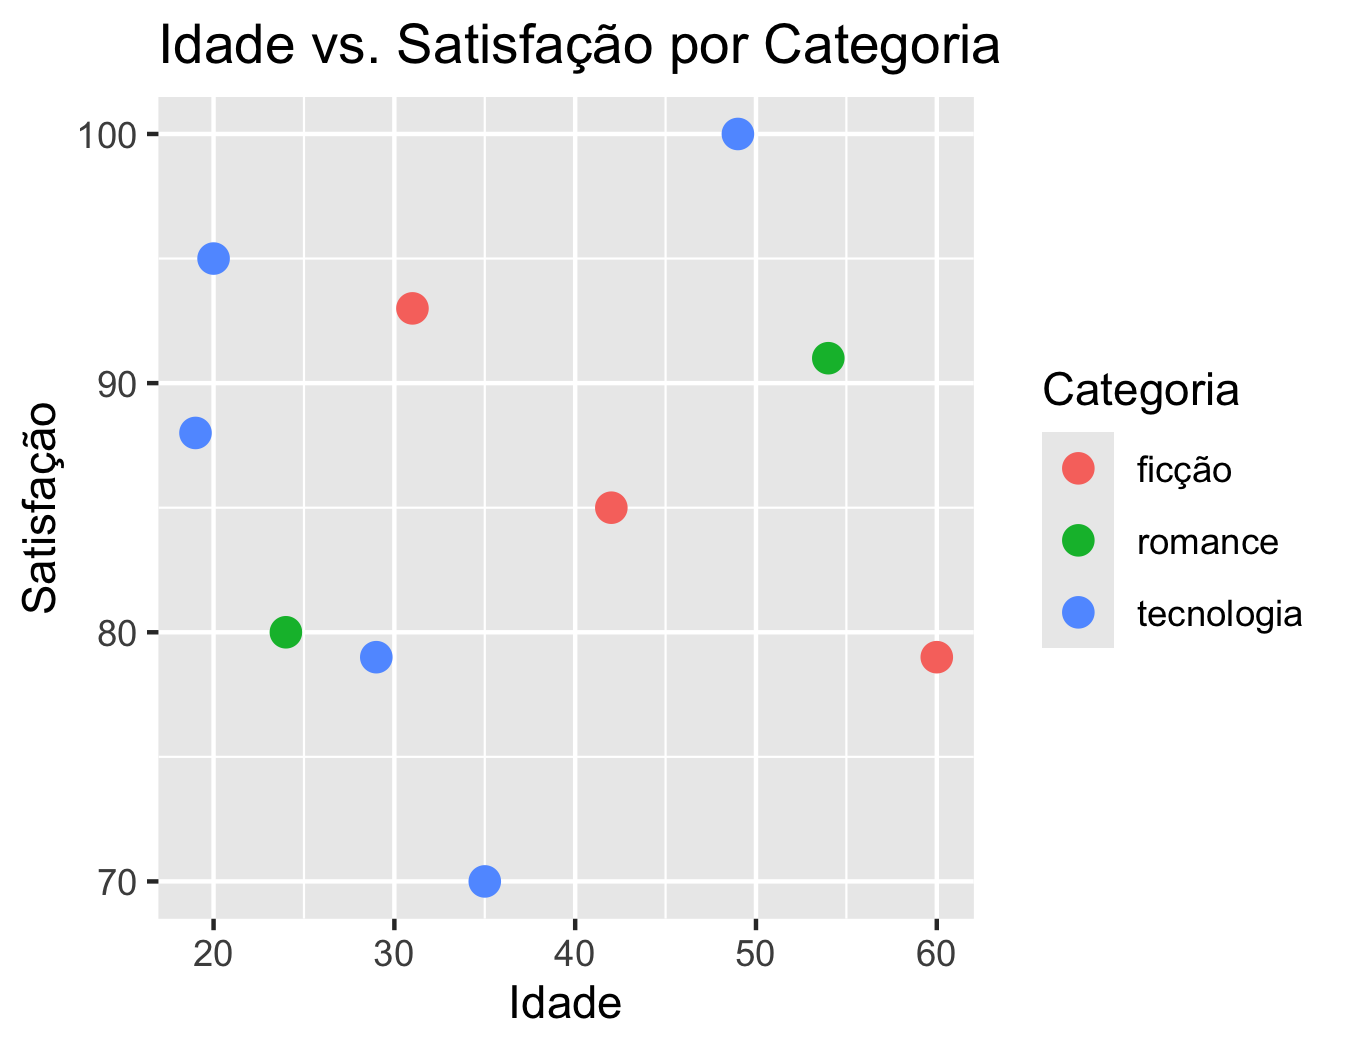 Idade vs. Satisfação por Categoria
Satisfação
100
90
80
70
20 30 40 50 60
Idade
Categoria
ficção
romance
tecnologia